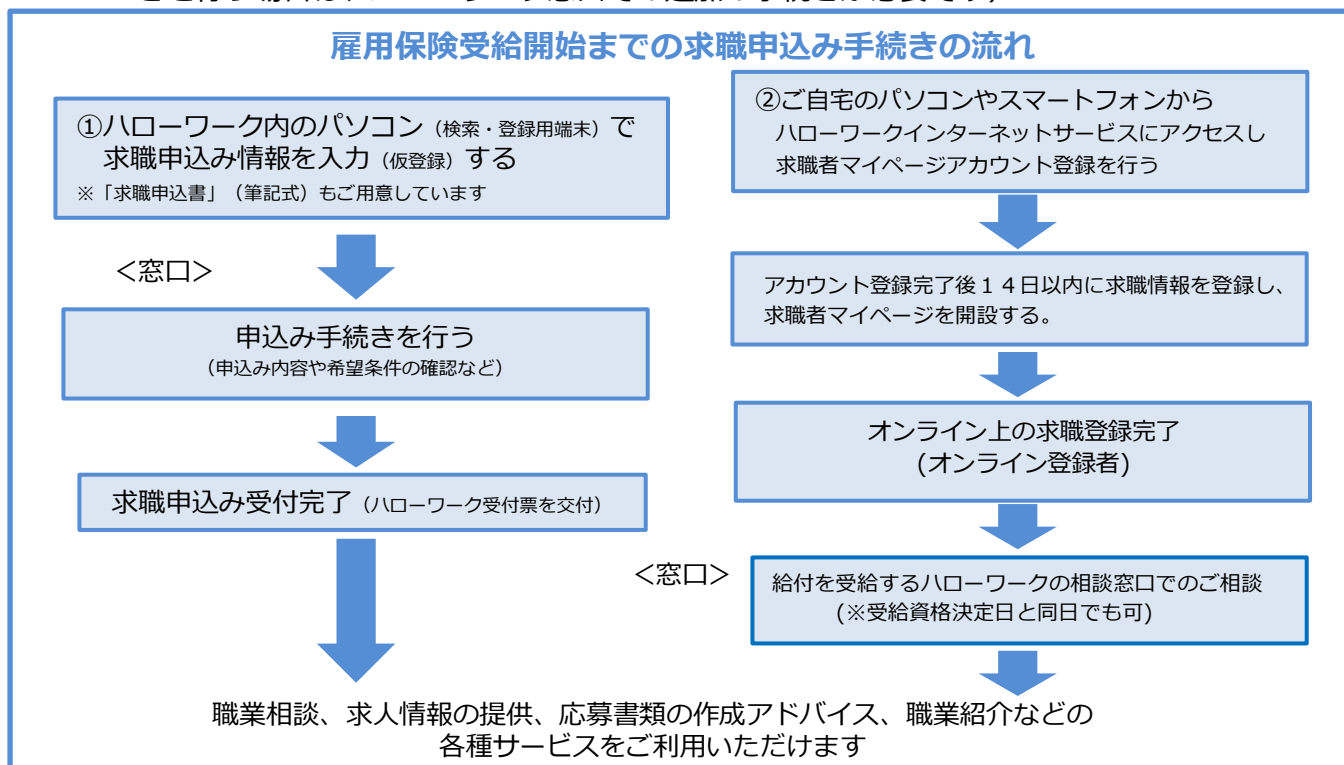 雇用保険受給開始までの求職申込み手続きの流れ
①ハローワーク内のパソコン（検索・登録用端末）で
求職申込み情報を入力（仮登録）する
※「求職申込書」（筆記式）もご用意しています
＜窓口＞
申込み手続きを行う
（申込み内容や希望条件の確認など）
求職申込み受付完了（ハローワーク受付票を交付）
②ご自宅のパソコンやスマートフォンから
ハローワークインターネットサービスにアクセスし
求職者マイページアカウント登録を行う
アカウント登録完了後１４日以内に求職情報を登録し、
求職者マイページを開設する。
オンライン上の求職登録完了
(オンライン登録者)
＜窓口＞
給付を受給するハローワークの相談窓口でのご相談
(※受給資格決定日と同日でも可)
職業相談、求人情報の提供、応募書類の作成アドバイス、職業紹介などの
各種サービスをご利用いただけます